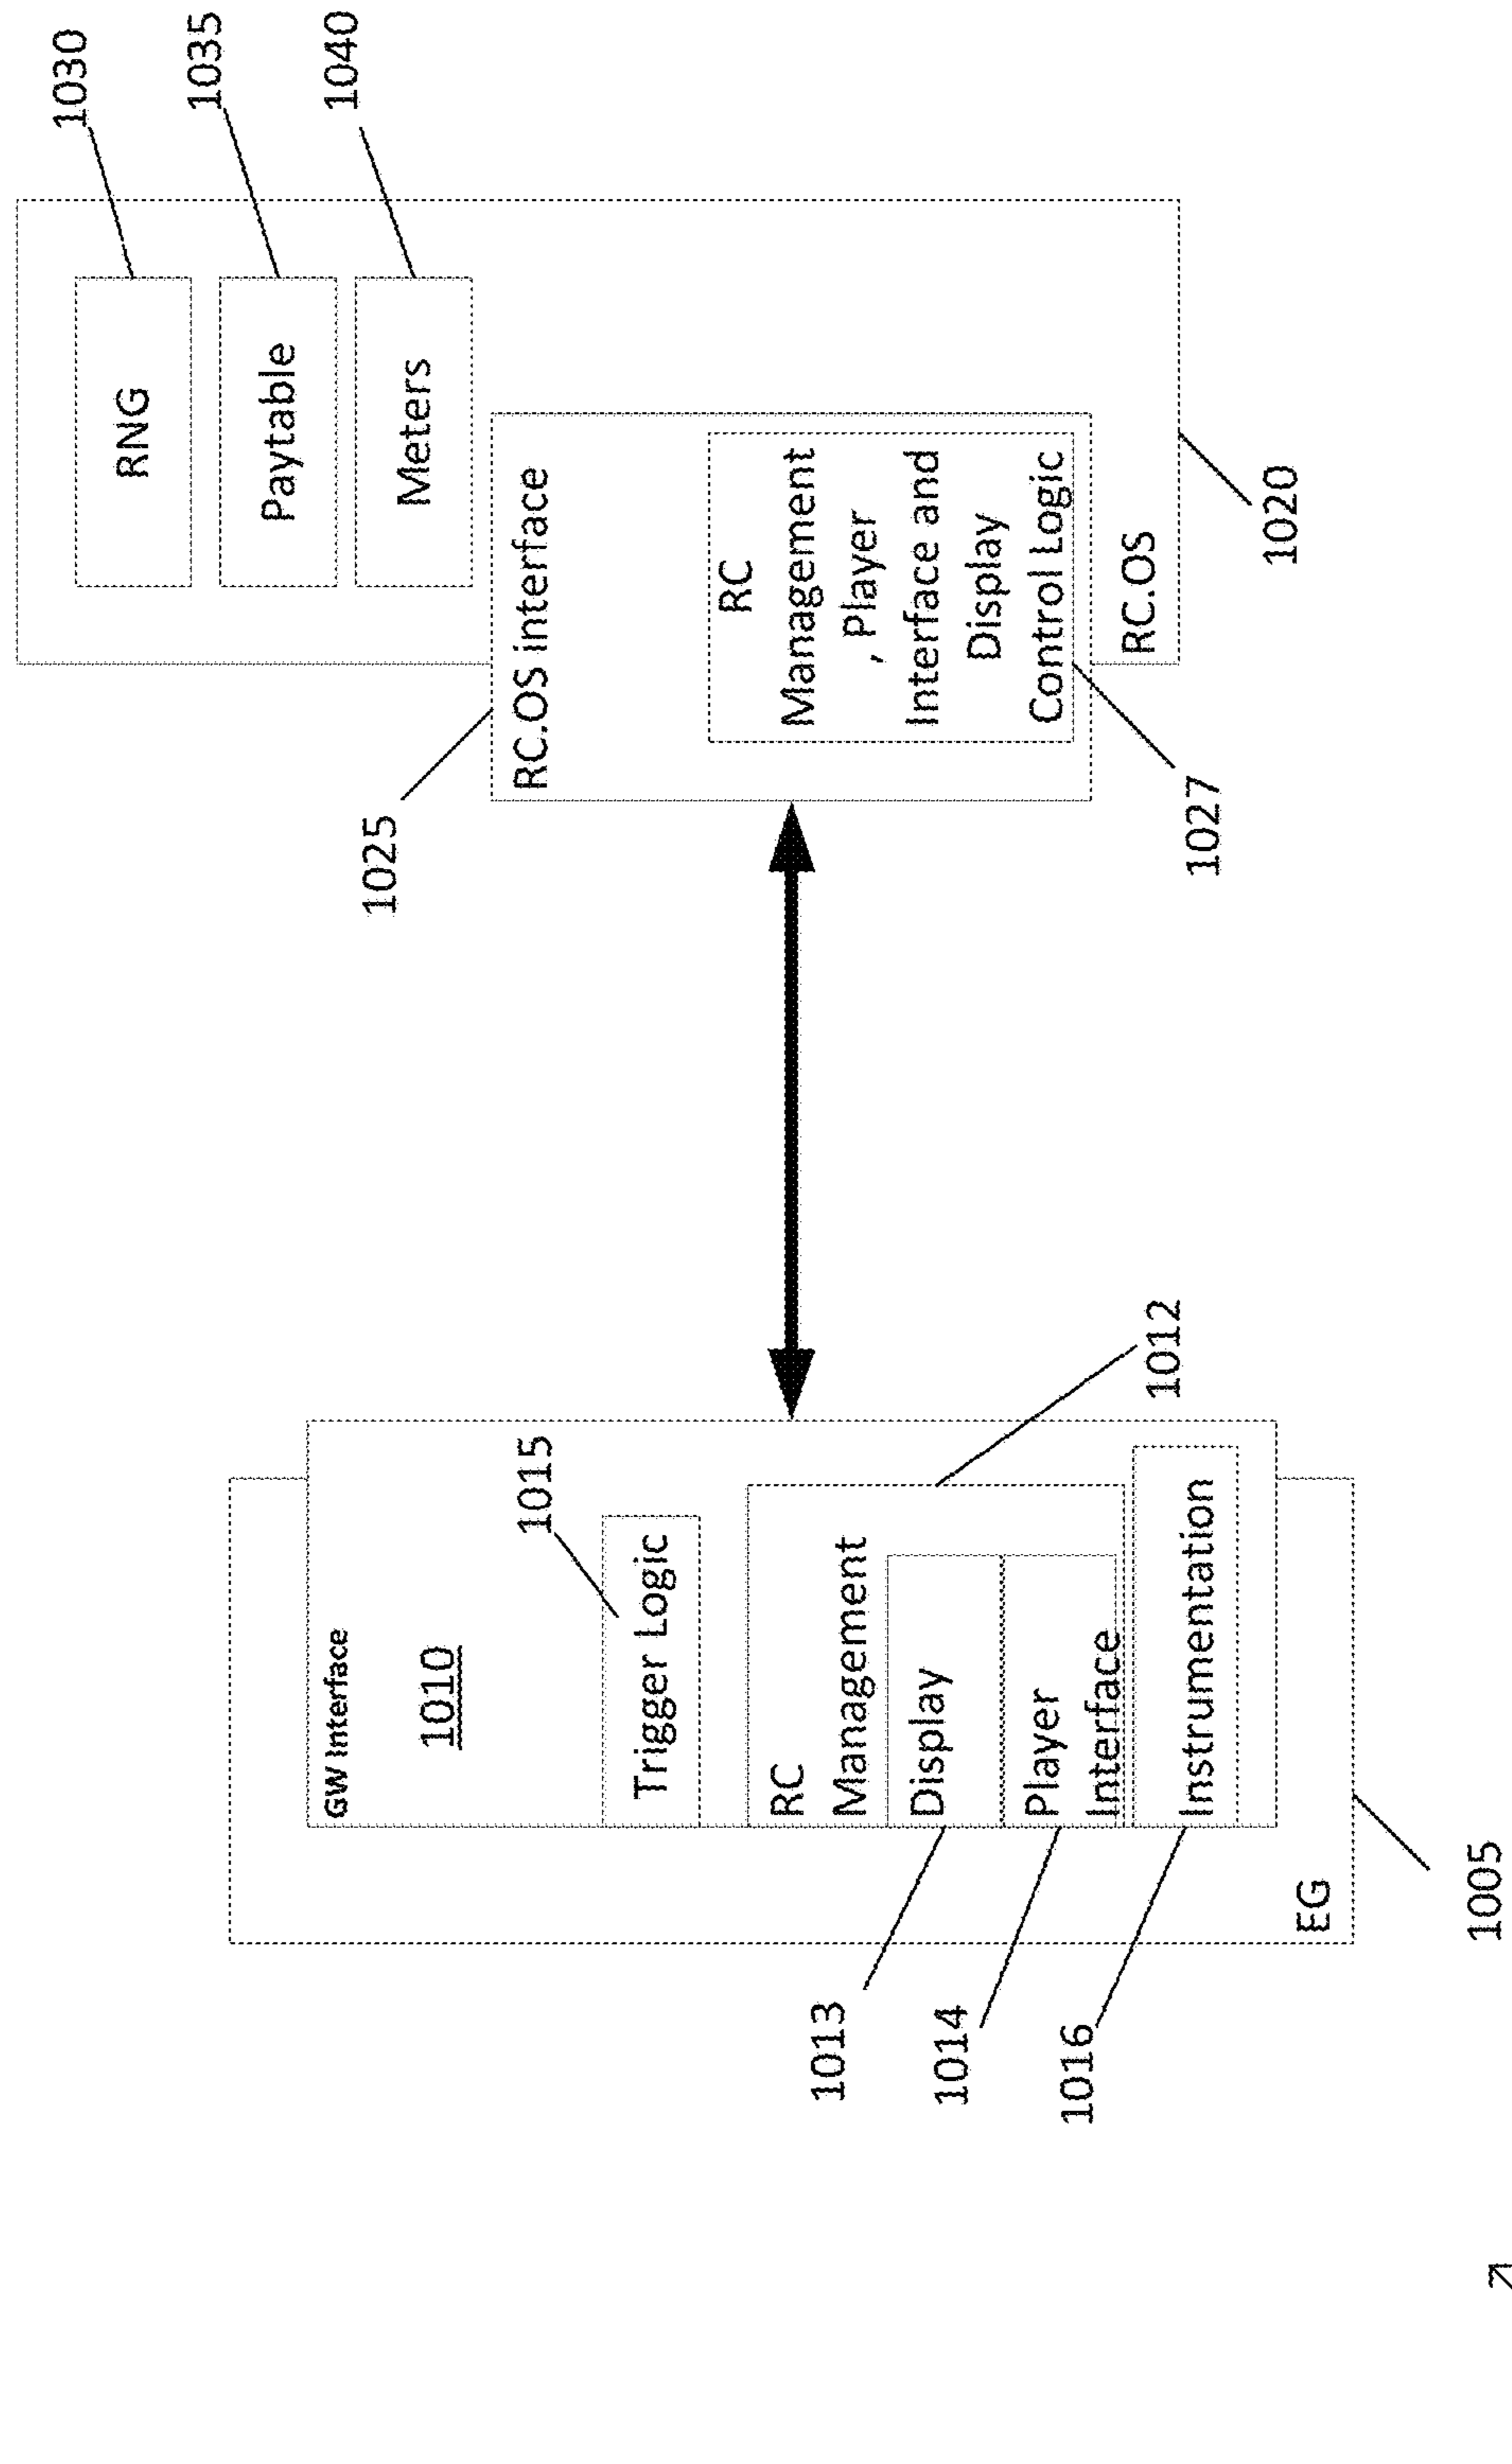 GW Interface
1010
1015
Trigger Logic
RC
Management
1012
Display
1013
Player
Interface
1014
Instrumentation
1016
EG
1005
1030
RNG
1035
Paytable
1040
Meters
1025
RC.OS interface
RC
Management
, Player
Interface and
Display
Control Logic
1027
RC.OS
1020